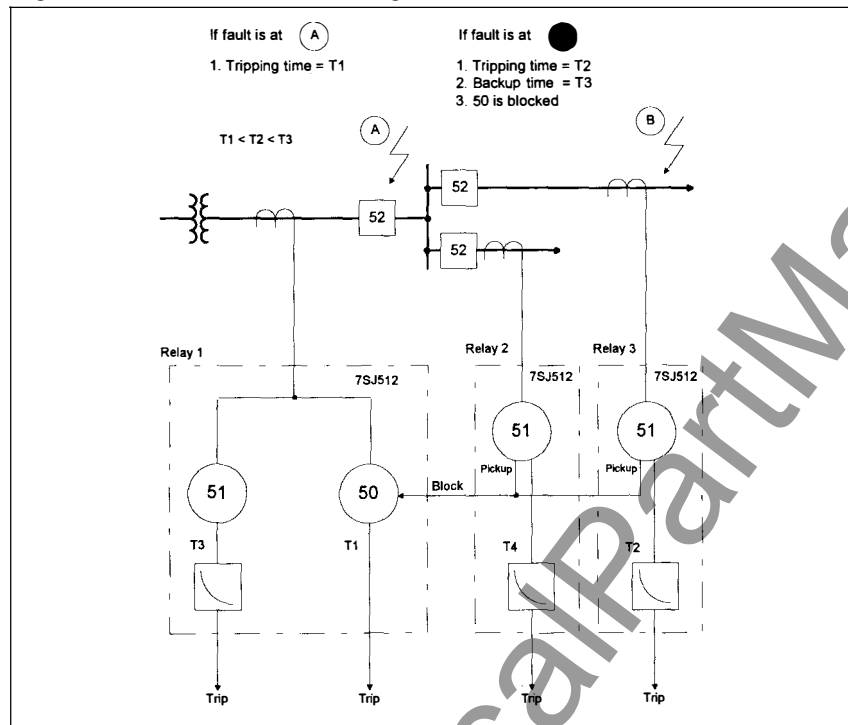 If fault is at A
1. Tripping time = T1
If fault is at
1. Tripping time = T2
2. Backup time = T3
3. 50 is blocked
T1 < T2 < T3
A
B
52
52
52
Relay 1
7SJ512
Relay 2
7SJ512
Relay 3
7SJ512
51
50
51
51
Pickup
Pickup
Block
T3
T1
T4
T2
Trip
Trip
Trip
Trip